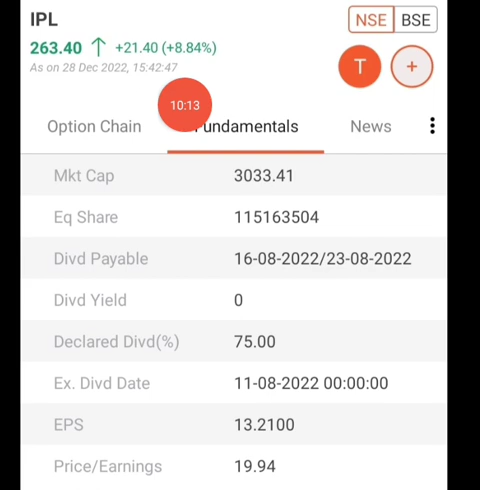 IPL
NSE BSE
263.40 ↑ +21.40 (+8.84%)
As on 28 Dec 2022, 15:42:47
T +
10:13
Option Chain Fundamentals News
Mkt Cap 3033.41
Eq Share 115163504
Divd Payable 16-08-2022/23-08-2022
Divd Yield 0
Declared Divd(%) 75.00
Ex. Divd Date 11-08-2022 00:00:00
EPS 13.2100
Price/Earnings 19.94